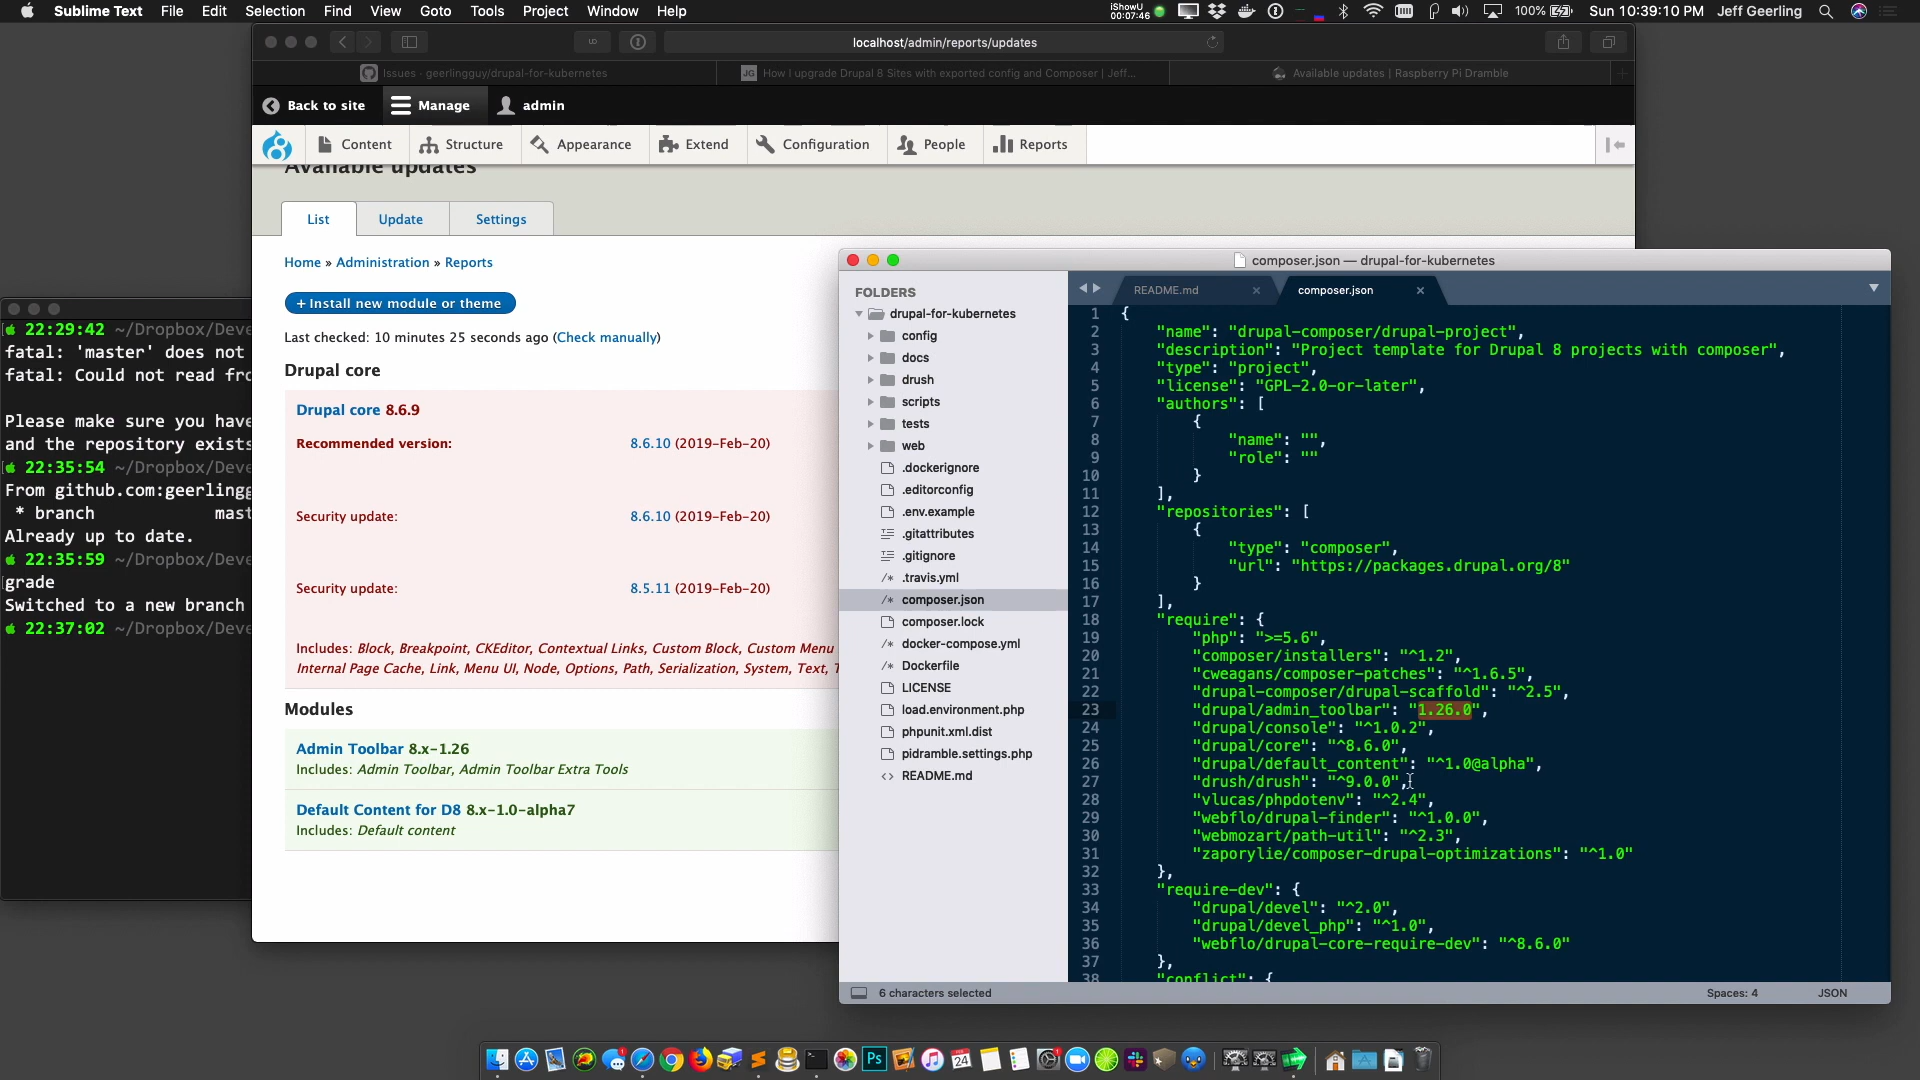 Sublime Text File Edit Selection Find View Goto Tools Project Window Help
iShowU
00:07:46
100%
Sun 10:39:10 PM Jeff Geerling
localhost/admin/reports/updates
Issues · geerlingguy/drupal-for-kubernetes
How I upgrade Drupal 8 Sites with exported config and Composer | Jeff...
Available updates | Raspberry Pi Dramble
Back to site Manage admin
Content Structure Appearance Extend Configuration People Reports
Available updates
List Update Settings
Home » Administration » Reports
+ Install new module or theme
Last checked: 10 minutes 25 seconds ago (Check manually)
Drupal core
Drupal core 8.6.9
Recommended version: 8.6.10 (2019-Feb-20)
Security update: 8.6.10 (2019-Feb-20)
Security update: 8.5.11 (2019-Feb-20)
Includes: Block, Breakpoint, CKEditor, Contextual Links, Custom Block, Custom Menu
Internal Page Cache, Link, Menu UI, Node, Options, Path, Serialization, System, Text, T
Modules
Admin Toolbar 8.x-1.26
Includes: Admin Toolbar, Admin Toolbar Extra Tools
Default Content for D8 8.x-1.0-alpha7
Includes: Default content
22:29:42 ~/Dropbox/Deve
fatal: 'master' does not
fatal: Could not read fro
Please make sure you have
and the repository exists
22:35:54 ~/Dropbox/Deve
From github.com:geerlingg
* branch mast
Already up to date.
22:35:59 ~/Dropbox/Deve
grade
Switched to a new branch
22:37:02 ~/Dropbox/Deve
composer.json — drupal-for-kubernetes
FOLDERS
drupal-for-kubernetes
config
docs
drush
scripts
tests
web
.dockerignore
.editorconfig
.env.example
.gitattributes
.gitignore
/* .travis.yml
/* composer.json
composer.lock
/* docker-compose.yml
/* Dockerfile
LICENSE
load.environment.php
phpunit.xml.dist
pidramble.settings.php
<> README.md
README.md × composer.json ×
1 {
2 "name": "drupal-composer/drupal-project",
3 "description": "Project template for Drupal 8 projects with composer",
4 "type": "project",
5 "license": "GPL-2.0-or-later",
6 "authors": [
7 {
8 "name": "",
9 "role": ""
10 }
11 ],
12 "repositories": [
13 {
14 "type": "composer",
15 "url": "https://packages.drupal.org/8"
16 }
17 ],
18 "require": {
19 "php": ">=5.6",
20 "composer/installers": "^1.2",
21 "cweagans/composer-patches": "^1.6.5",
22 "drupal-composer/drupal-scaffold": "^2.5",
23 "drupal/admin_toolbar": "1.26.0",
24 "drupal/console": "^1.0.2",
25 "drupal/core": "^8.6.0",
26 "drupal/default_content": "^1.0@alpha",
27 "drush/drush": "^9.0.0",
28 "vlucas/phpdotenv": "^2.4",
29 "webflo/drupal-finder": "^1.0.0",
30 "webmozart/path-util": "^2.3",
31 "zaporylie/composer-drupal-optimizations": "^1.0"
32 },
33 "require-dev": {
34 "drupal/devel": "^2.0",
35 "drupal/devel_php": "^1.0",
36 "webflo/drupal-core-require-dev": "^8.6.0"
37 },
38 "conflict": {
6 characters selected
Spaces: 4 JSON
Ps
24